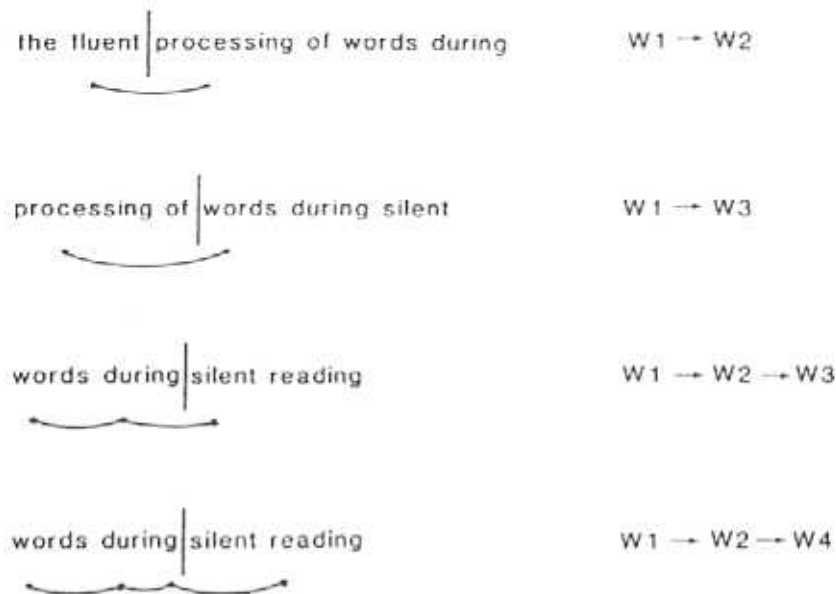 the fluent processing of words during W1 → W2
processing of words during silent W1 → W3
words during silent reading W1 → W2 → W3
words during silent reading W1 → W2 → W4